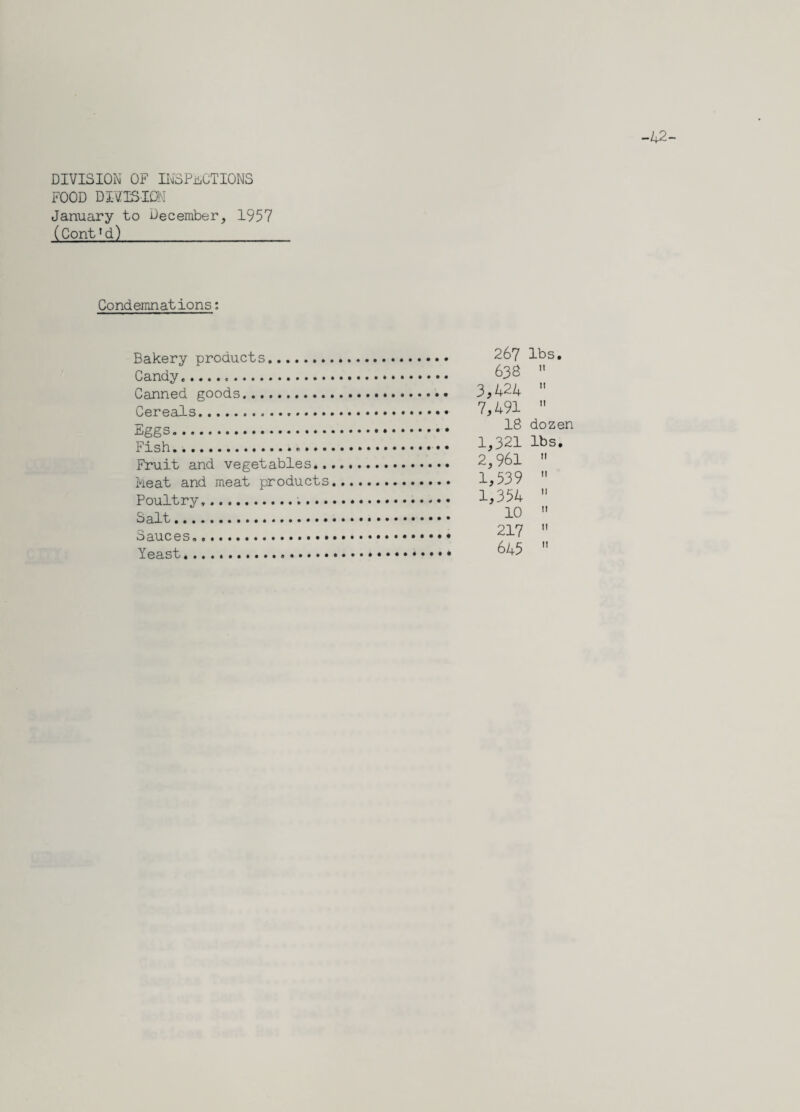 -42-
DIVISION OF INSPECTIONS
FOOD DIVISION
January to December, 1957
(Cont'd)
Condemnations:
Bakery products.................... 267 lbs.
Candy.................... 638 "
Canned goods.................... 3,424 "
Cereals.................... 7,491 "
Eggs.................... 18 dozen
Fish.................... 1,321 lbs.
Fruit and vegetables.................... 2,961 "
Meat and meat products.................... 1,539 "
Poultry.................... 1,354 "
Salt.................... 10 "
Sauces.................... 217 "
Yeast.................... 645 "